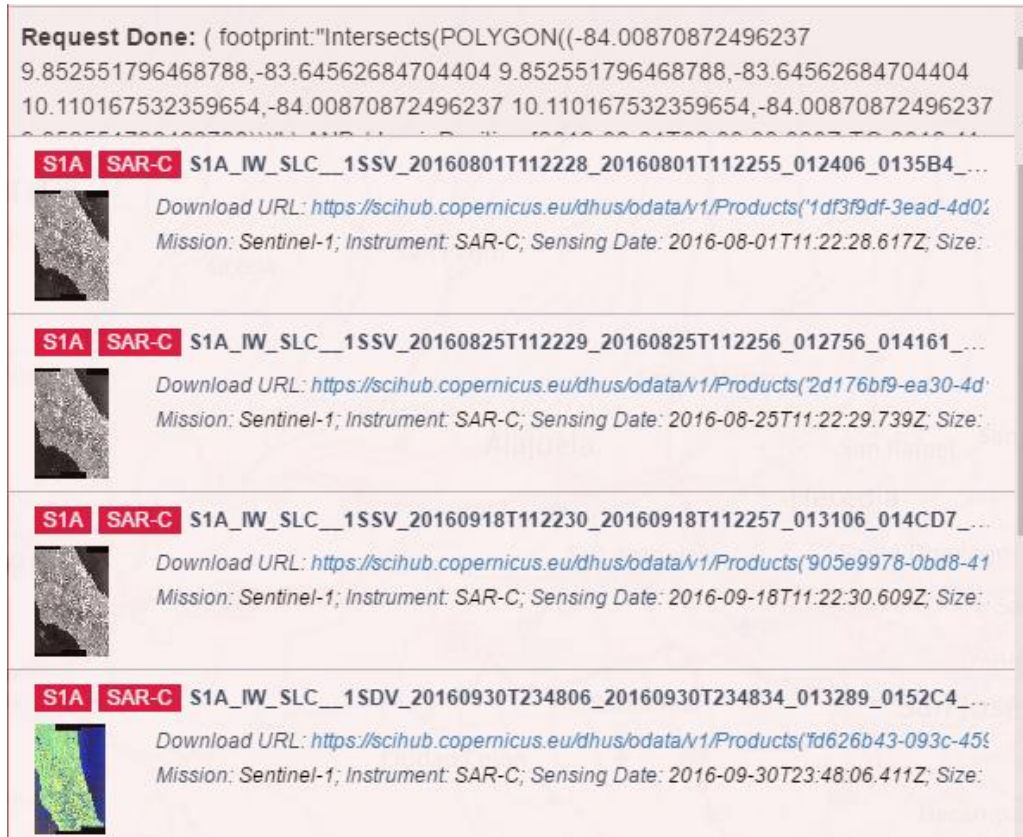 Request Done: ( footprint:"Intersects(POLYGON((-84.00870872496237
9.852551796468788,-83.64562684704404 9.852551796468788,-83.64562684704404
10.110167532359654,-84.00870872496237 10.110167532359654,-84.00870872496237
S1A SAR-C S1A_IW_SLC__1SSV_20160801T112228_20160801T112255_012406_0135B4_...
Download URL: https://scihub.copernicus.eu/dhus/odata/v1/Products('1df3f9df-3ead-4d02
Mission: Sentinel-1; Instrument: SAR-C; Sensing Date: 2016-08-01T11:22:28.617Z; Size:
S1A SAR-C S1A_IW_SLC__1SSV_20160825T112229_20160825T112256_012756_014161_...
Download URL: https://scihub.copernicus.eu/dhus/odata/v1/Products('2d176bf9-ea30-4d
Mission: Sentinel-1; Instrument: SAR-C; Sensing Date: 2016-08-25T11:22:29.739Z; Size:
Alajuela
Heredia
S1A SAR-C S1A_IW_SLC__1SSV_20160918T112230_20160918T112257_013106_014CD7_...
Download URL: https://scihub.copernicus.eu/dhus/odata/v1/Products('905e9978-0bd8-41
Mission: Sentinel-1; Instrument: SAR-C; Sensing Date: 2016-09-18T11:22:30.609Z; Size:
S1A SAR-C S1A_IW_SLC__1SDV_20160930T234806_20160930T234834_013289_0152C4_...
Download URL: https://scihub.copernicus.eu/dhus/odata/v1/Products('fd626b43-093c-459
Mission: Sentinel-1; Instrument: SAR-C; Sensing Date: 2016-09-30T23:48:06.411Z; Size: